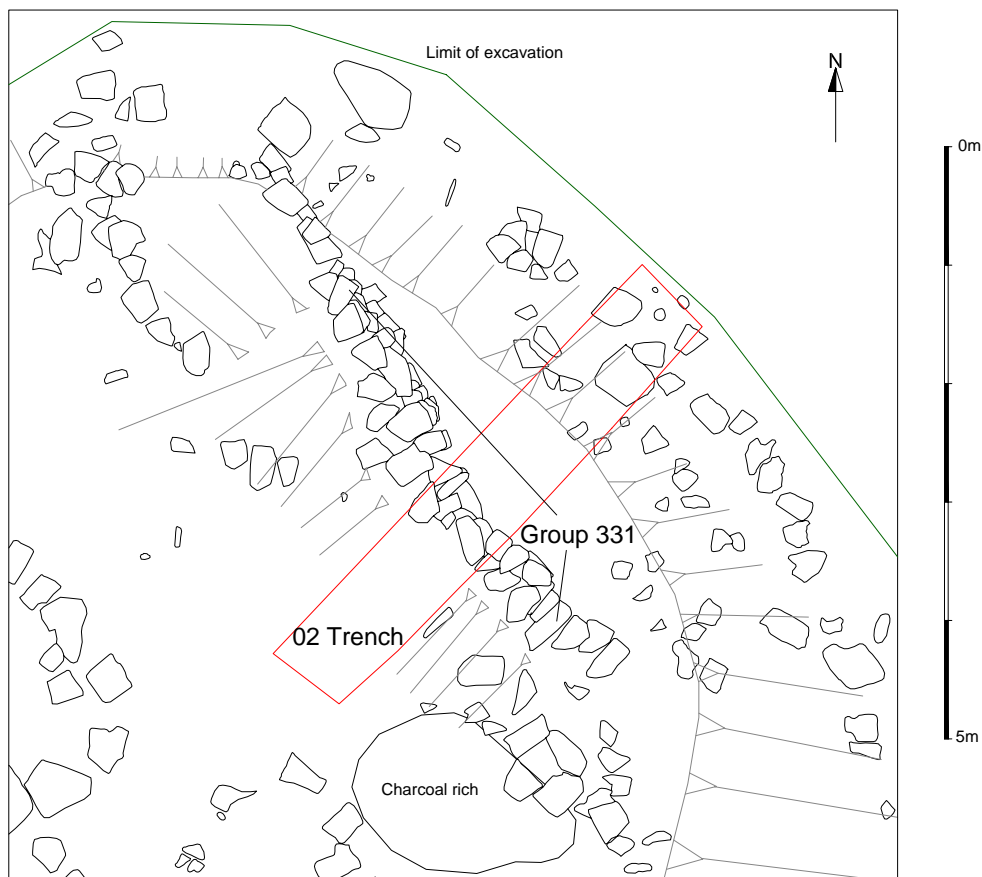 Limit of excavation
N
0m
Group 331
02 Trench
5m
Charcoal rich